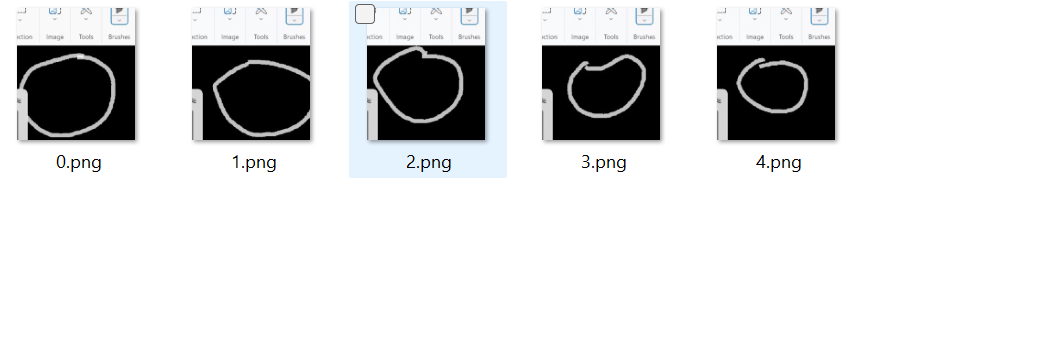 ction Image Tools Brushes
ction Image Tools Brushes
ction Image Tools Brushes
ction Image Tools Brushes
ction Image Tools Brushes
0.png
1.png
2.png
3.png
4.png